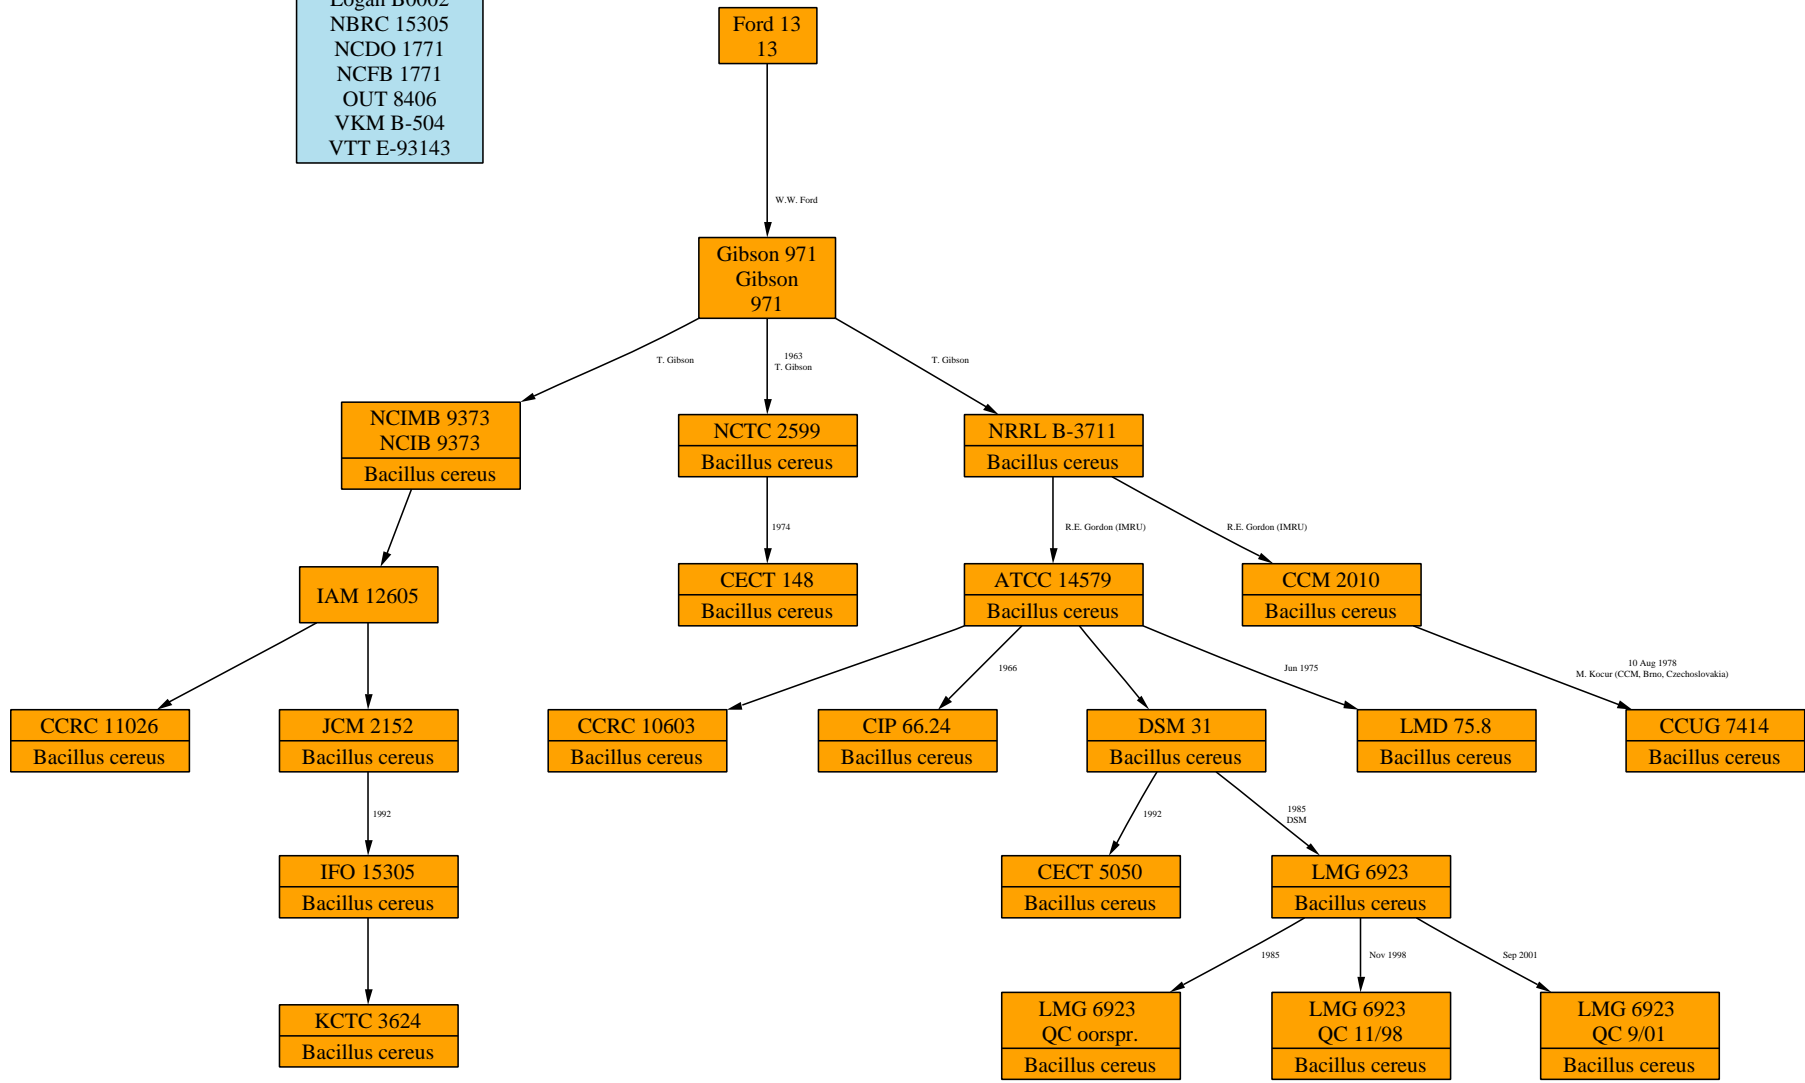 Logan B0002
NBRC 15305
NCDO 1771
NCFB 1771
OUT 8406
VKM B-504
VTT E-93143
Ford 13
13
W.W. Ford
Gibson 971
Gibson
971
T. Gibson
1963
T. Gibson
T. Gibson
NCIMB 9373
NCIB 9373
Bacillus cereus
NCTC 2599
Bacillus cereus
NRRL B-3711
Bacillus cereus
1974
R.E. Gordon (IMRU)
R.E. Gordon (IMRU)
IAM 12605
CECT 148
Bacillus cereus
ATCC 14579
Bacillus cereus
CCM 2010
Bacillus cereus
1966
Jun 1975
10 Aug 1978
M. Kocur (CCM, Brno, Czechoslovakia)
CCRC 11026
Bacillus cereus
JCM 2152
Bacillus cereus
CCRC 10603
Bacillus cereus
CIP 66.24
Bacillus cereus
DSM 31
Bacillus cereus
LMD 75.8
Bacillus cereus
CCUG 7414
Bacillus cereus
1992
1992
1985
DSM
IFO 15305
Bacillus cereus
CECT 5050
Bacillus cereus
LMG 6923
Bacillus cereus
1985
Nov 1998
Sep 2001
KCTC 3624
Bacillus cereus
LMG 6923
QC oorspr.
Bacillus cereus
LMG 6923
QC 11/98
Bacillus cereus
LMG 6923
QC 9/01
Bacillus cereus